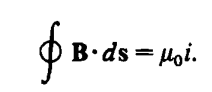 ∮ B · ds = μ₀i.